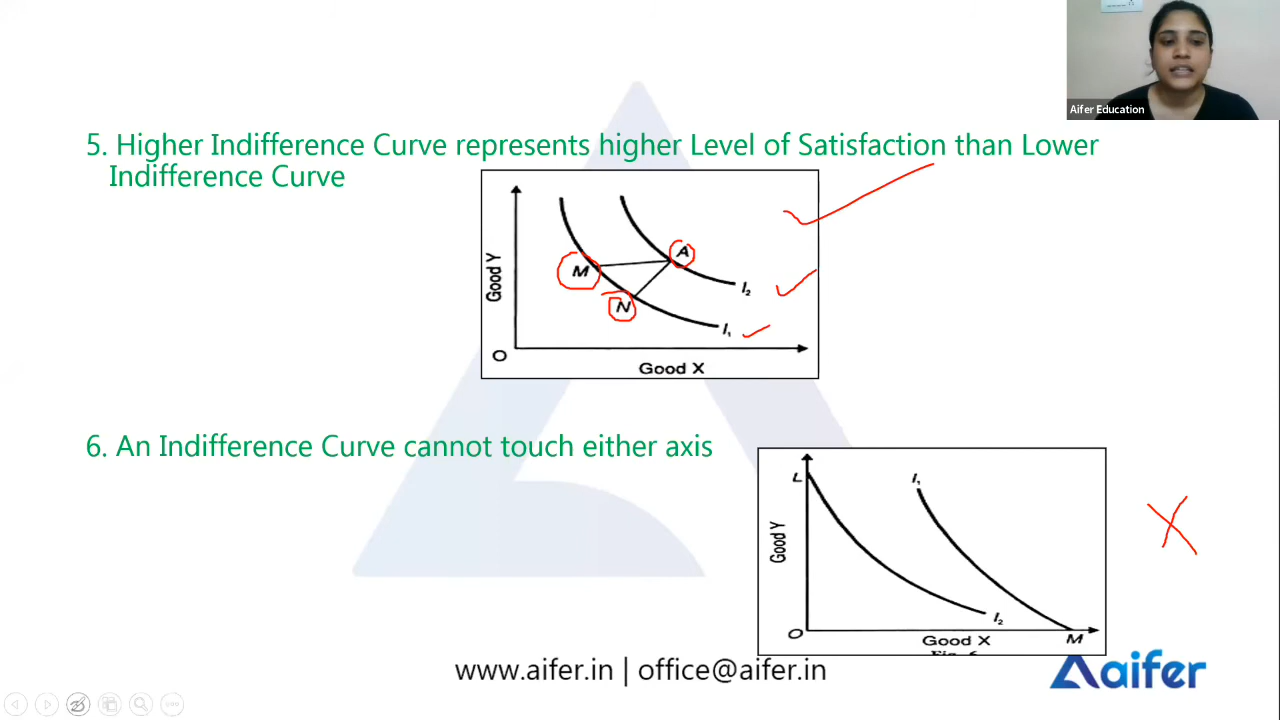 Aifer Education
5. Higher Indifference Curve represents higher Level of Satisfaction than Lower
Indifference Curve
Good Y
M
A
N
I₂
I₁
O
Good X
6. An Indifference Curve cannot touch either axis
L
I₁
Good Y
I₂
O
Good X
M
www.aifer.in | office@aifer.in
aifer